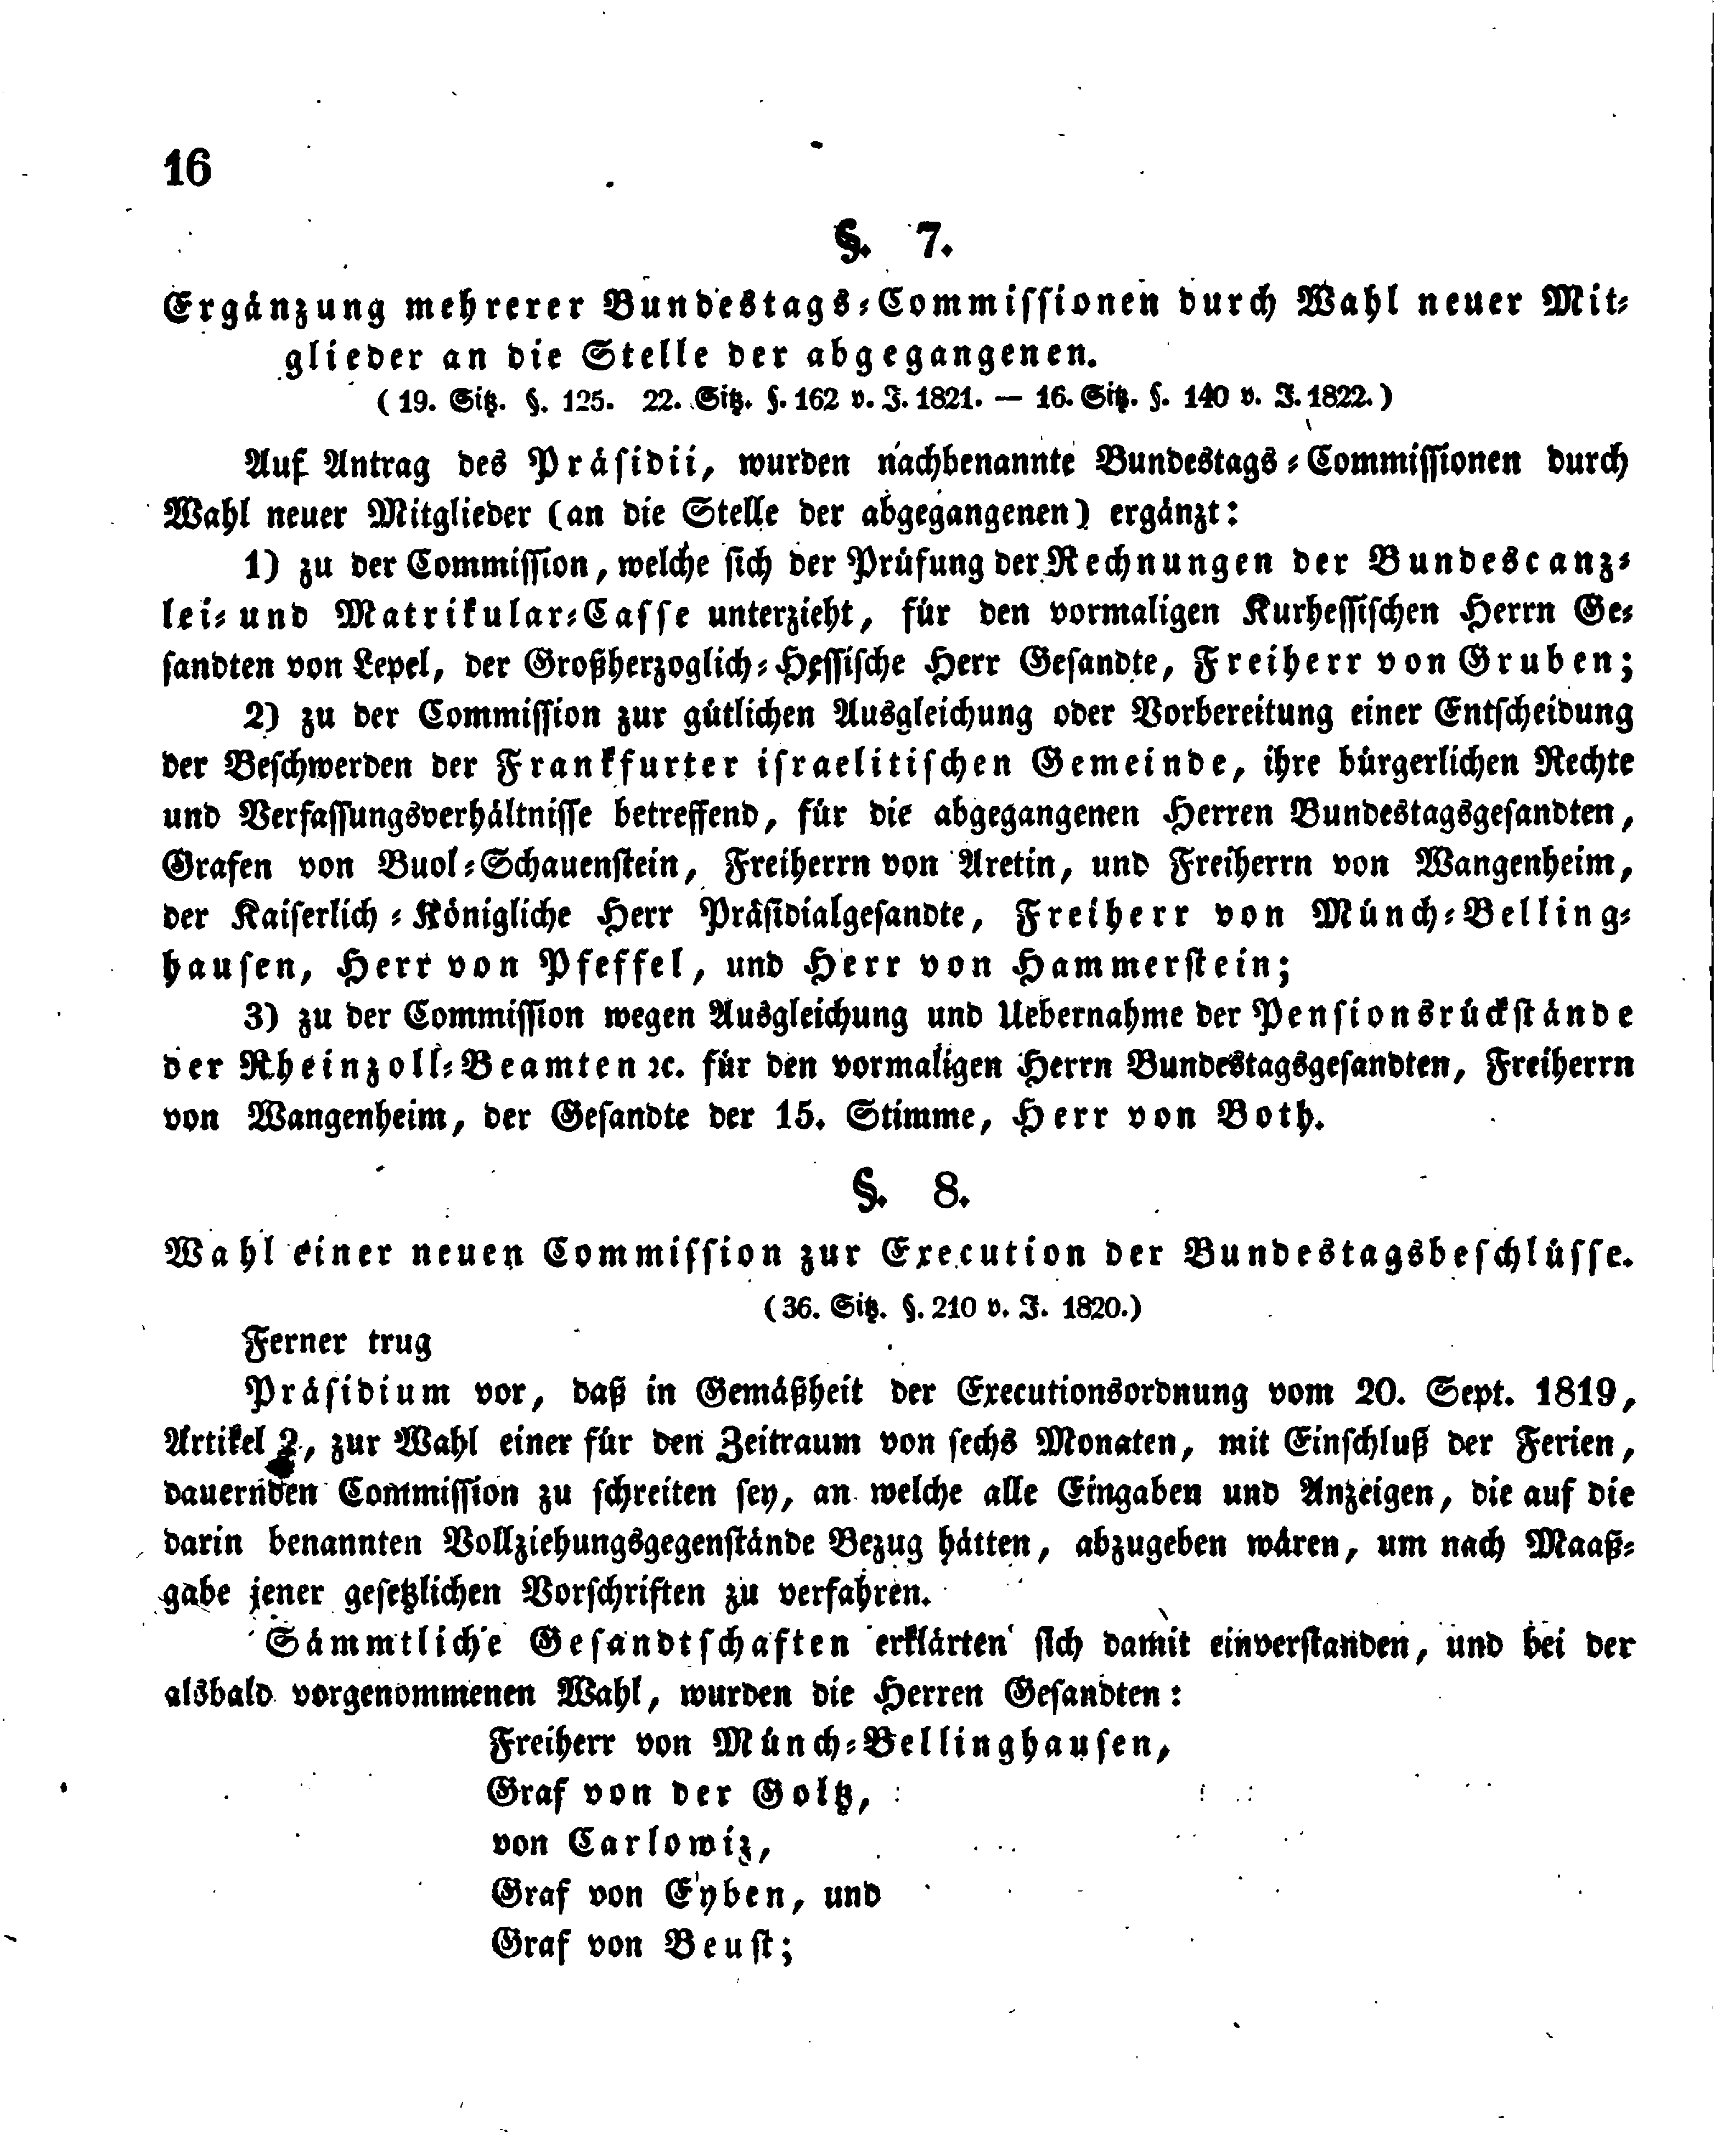 16
§. 7.
Ergänzung mehrerer Bundestags-Commissionen durch Wahl neuer Mit-
glieder an die Stelle der abgegangenen.
(19. Sitz. §. 125. 22. Sitz. §. 162 v. J. 1821. — 16. Sitz. §. 140 v. J. 1822.)
Auf Antrag des Präsidii, wurden nachbenannte Bundestags-Commissionen durch
Wahl neuer Mitglieder (an die Stelle der abgegangenen) ergänzt:
1) zu der Commission, welche sich der Prüfung der Rechnungen der Bundescanz-
lei- und Matrikular-Casse unterzieht, für den vormaligen Kurhessischen Herrn Ge-
sandten von Lepel, der Großherzoglich-Hessische Herr Gesandte, Freiherr von Gruben;
2) zu der Commission zur gütlichen Ausgleichung oder Vorbereitung einer Entscheidung
der Beschwerden der Frankfurter israelitischen Gemeinde, ihre bürgerlichen Rechte
und Verfassungsverhältnisse betreffend, für die abgegangenen Herren Bundestagsgesandten,
Grafen von Buol-Schauenstein, Freiherrn von Aretin, und Freiherrn von Wangenheim,
der Kaiserlich-Königliche Herr Präsidialgesandte, Freiherr von Münch-Belling-
hausen, Herr von Pfeffel, und Herr von Hammerstein;
3) zu der Commission wegen Ausgleichung und Uebernahme der Pensionsrückstände
der Rheinzoll-Beamten ꝛc. für den vormaligen Herrn Bundestagsgesandten, Freiherrn
von Wangenheim, der Gesandte der 15. Stimme, Herr von Both.
§. 8.
Wahl einer neuen Commission zur Execution der Bundestagsbeschlüsse.
(36. Sitz. §. 210 v. J. 1820.)
Ferner trug
Präsidium vor, daß in Gemäßheit der Executionsordnung vom 20. Sept. 1819,
Artikel 2, zur Wahl einer für den Zeitraum von sechs Monaten, mit Einschluß der Ferien,
dauernden Commission zu schreiten sey, an welche alle Eingaben und Anzeigen, die auf die
darin benannten Vollziehungsgegenstände Bezug hätten, abzugeben wären, um nach Maaß-
gabe jener gesetzlichen Vorschriften zu verfahren.
Sämmtliche Gesandtschaften erklärten sich damit einverstanden, und bei der
alsbald vorgenommenen Wahl, wurden die Herren Gesandten:
Freiherr von Münch-Bellinghausen,
Graf von der Goltz,
von Carlowiz,
Graf von Eyben, und
Graf von Beust;